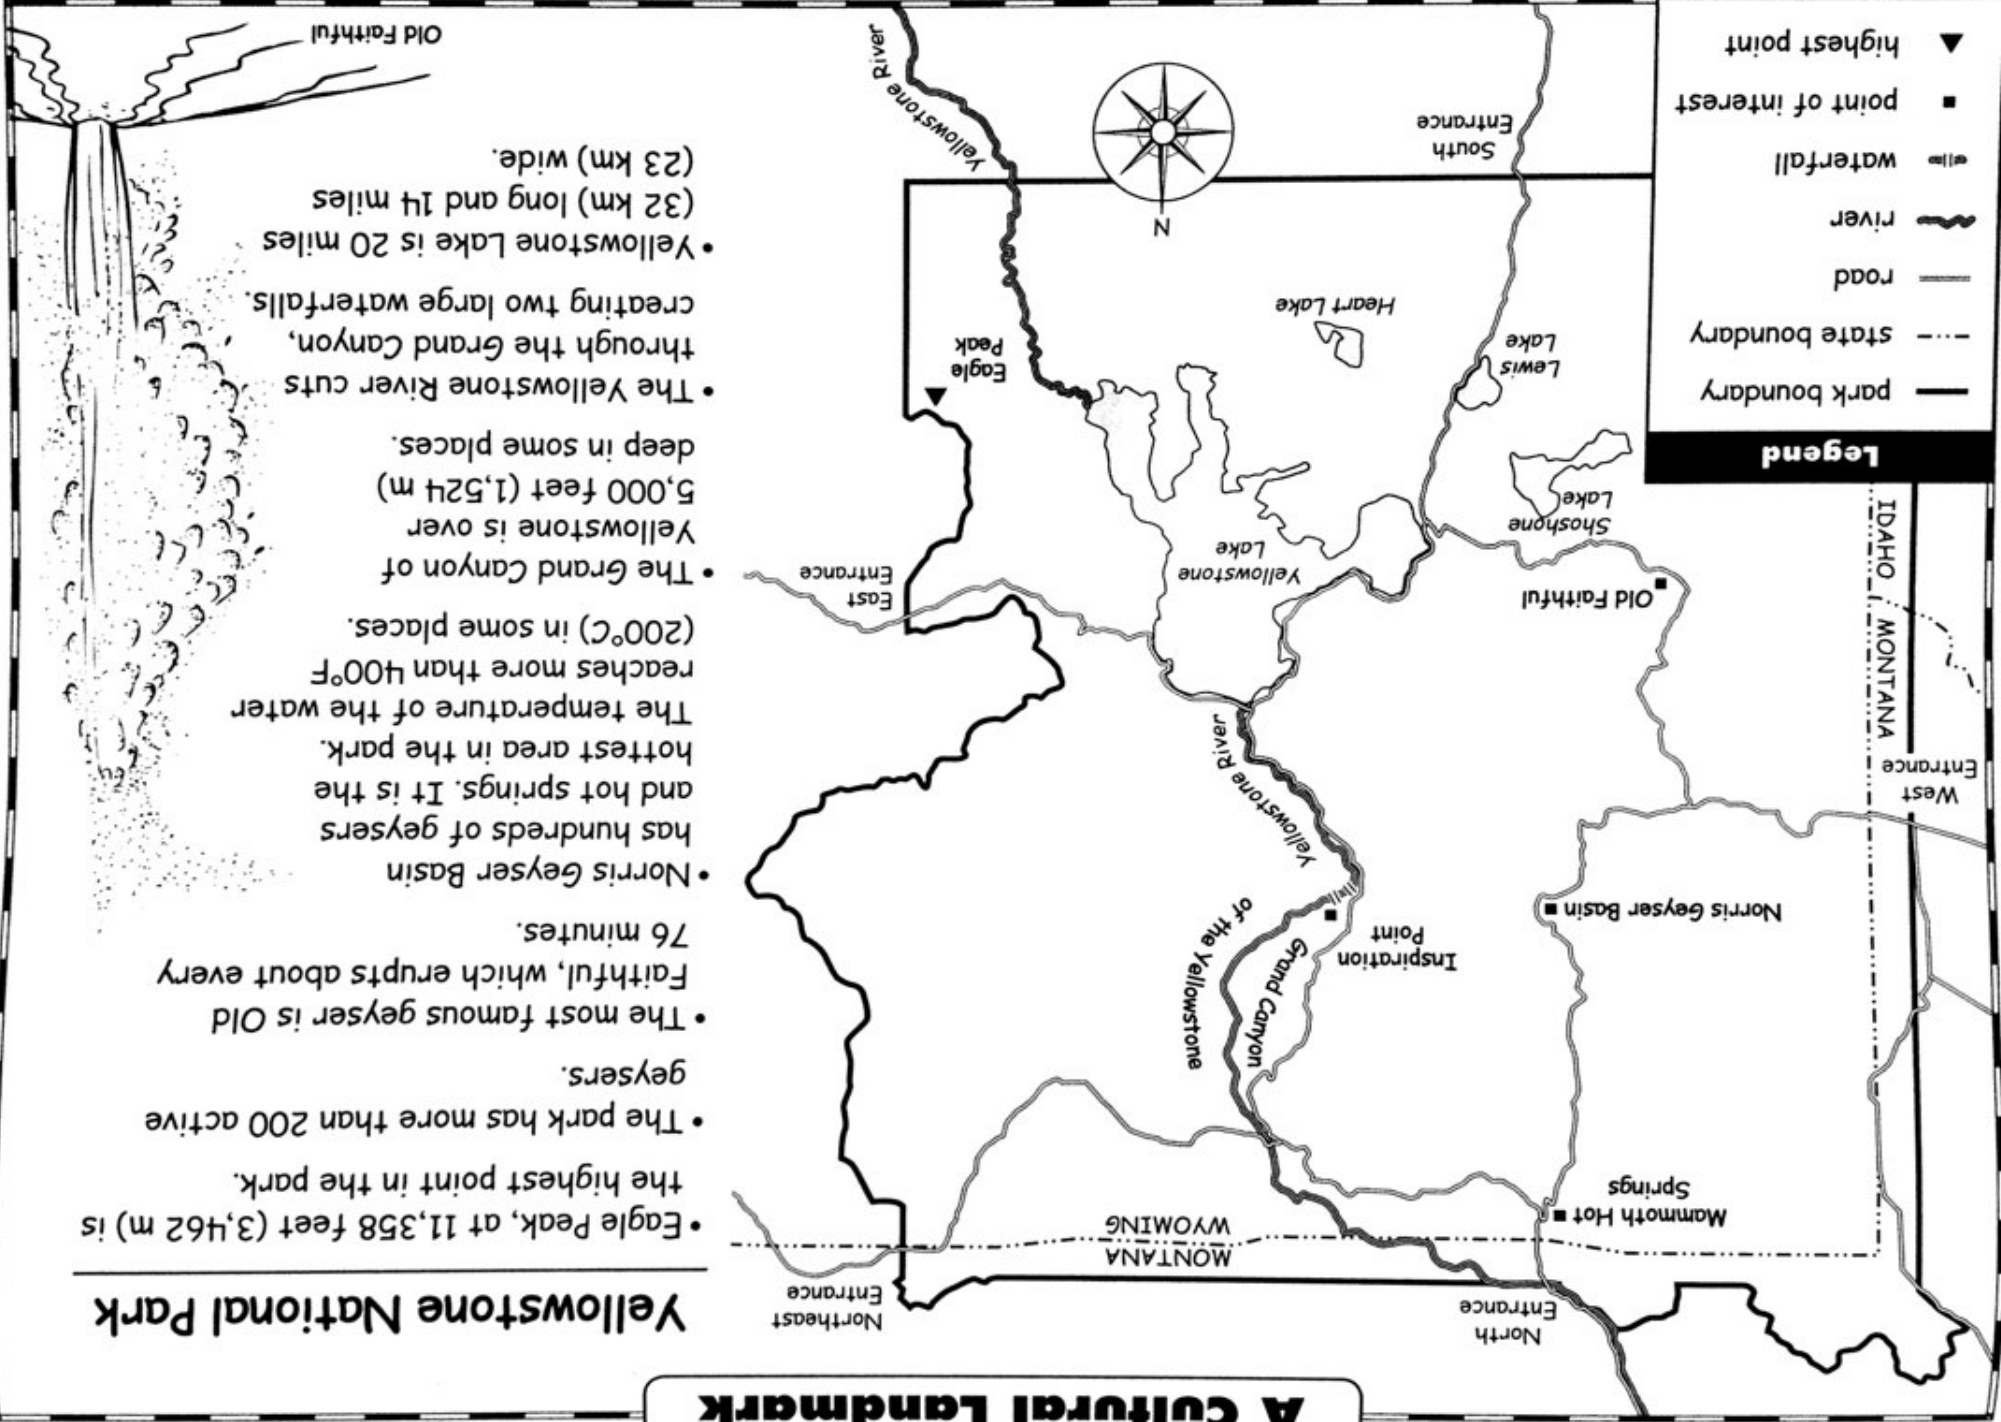 A Cultural Landmark
North
Entrance
Northeast
Entrance
MONTANA
WYOMING
Mammoth Hot
Springs
Inspiration
Point
Grand Canyon
of the Yellowstone
Norris Geyser Basin
West
Entrance
Yellowstone River
IDAHO MONTANA
Old Faithful
East
Entrance
Yellowstone
Lake
Shoshone
Lake
Lewis
Lake
Eagle
Peak
Heart Lake
N
South
Entrance
Yellowstone River
Legend
park boundary
state boundary
road
river
waterfall
point of interest
highest point
Yellowstone National Park
• Eagle Peak, at 11,358 feet (3,462 m) is
the highest point in the park.
• The park has more than 200 active
geysers.
• The most famous geyser is Old
Faithful, which erupts about every
76 minutes.
• Norris Geyser Basin
has hundreds of geysers
and hot springs. It is the
hottest area in the park.
The temperature of the water
reaches more than 400°F
(200°C) in some places.
• The Grand Canyon of
Yellowstone is over
5,000 feet (1,524 m)
deep in some places.
• The Yellowstone River cuts
through the Grand Canyon,
creating two large waterfalls.
• Yellowstone Lake is 20 miles
(32 km) long and 14 miles
(23 km) wide.
Old Faithful